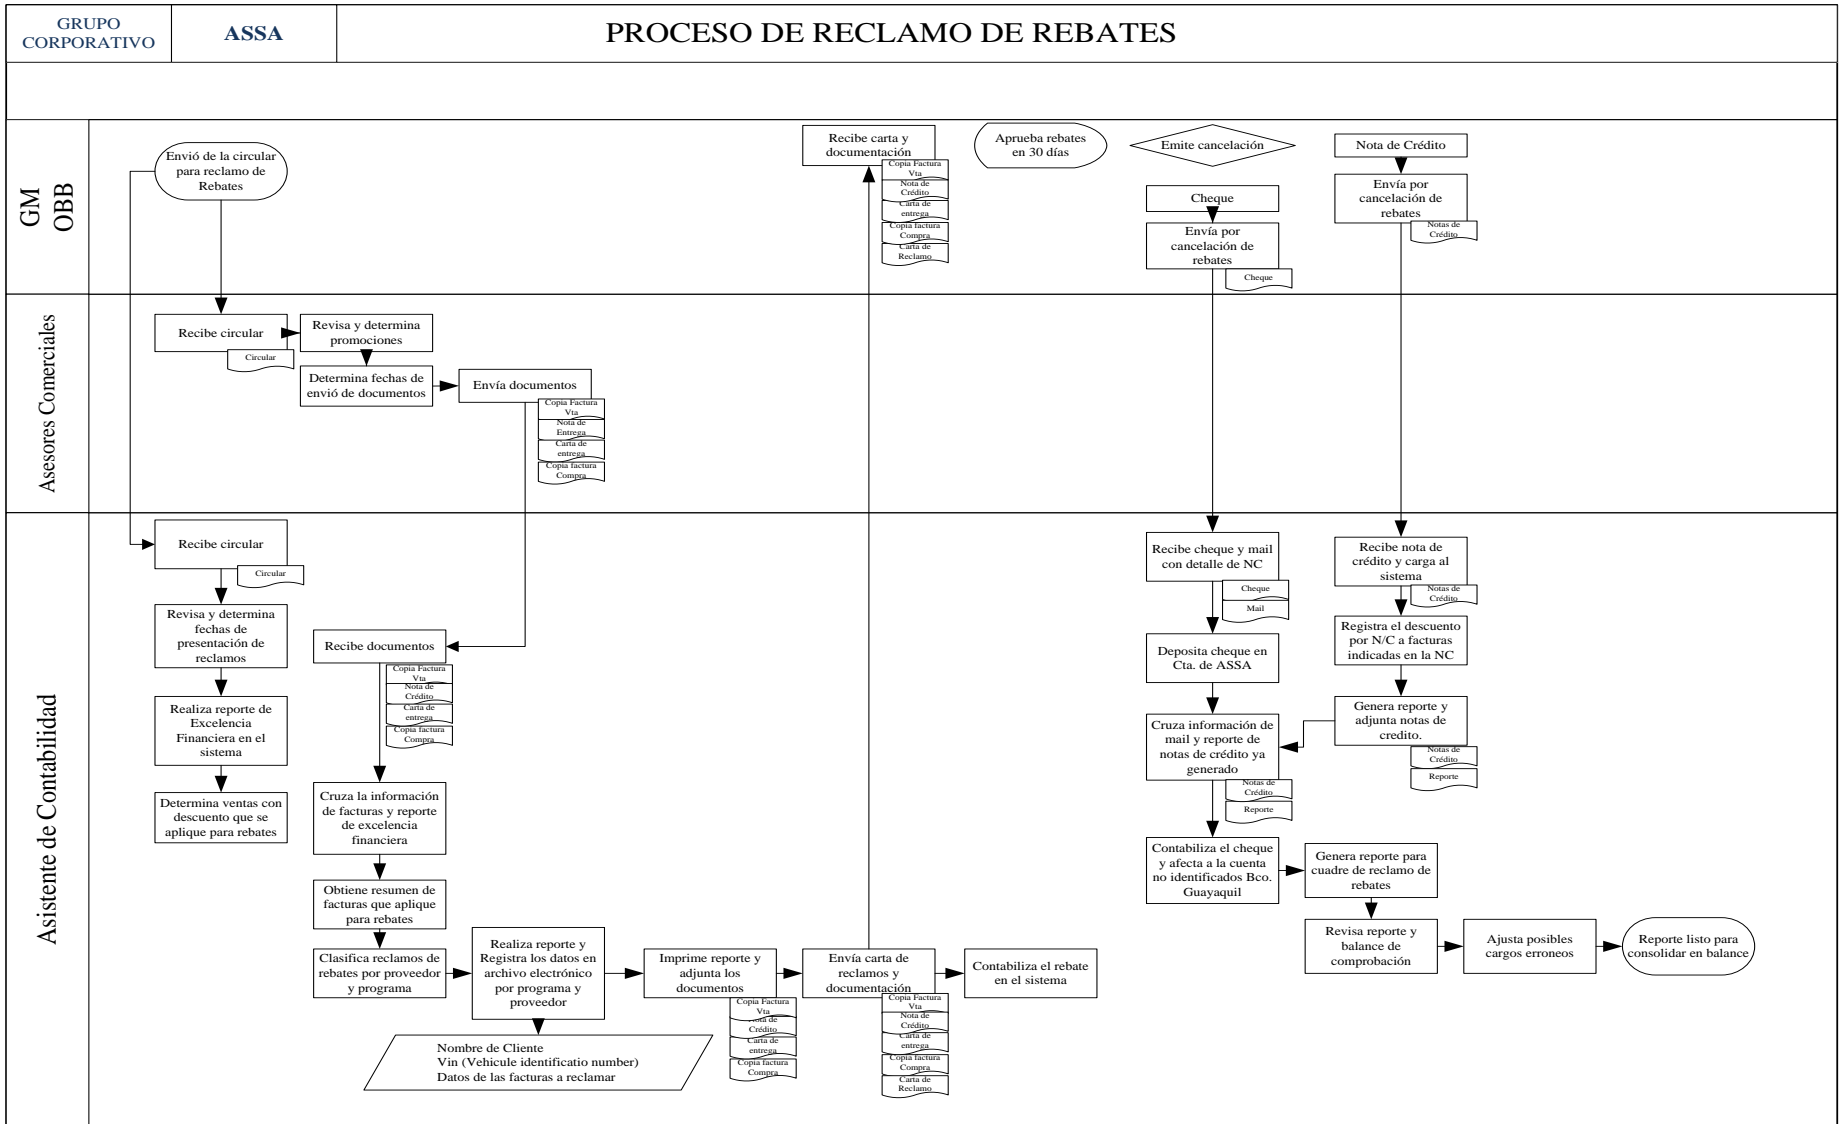 GRUPO
CORPORATIVO
ASSA
PROCESO DE RECLAMO DE REBATES
GM
OBB
Envió de la circular
para reclamo de
Rebates
Recibe carta y
documentación
Copia Factura
Vta
Nota de
Crédito
Carta de
entrega
Copia factura
Compra
Carta de
Reclamo
Aprueba rebates
en 30 días
Emite cancelación
Cheque
Envía por
cancelación de
rebates
Cheque
Nota de Crédito
Envía por
cancelación de
rebates
Notas de
Crédito
Asesores Comerciales
Recibe circular
Circular
Revisa y determina
promociones
Determina fechas de
envió de documentos
Envía documentos
Copia Factura
Vta
Nota de
Entrega
Carta de
entrega
Copia factura
Compra
Asistente de Contabilidad
Recibe circular
Circular
Revisa y determina
fechas de
presentación de
reclamos
Realiza reporte de
Excelencia
Financiera en el
sistema
Determina ventas con
descuento que se
aplique para rebates
Recibe documentos
Copia Factura
Vta
Nota de
Crédito
Carta de
entrega
Copia factura
Compra
Cruza la información
de facturas y reporte
de excelencia
financiera
Obtiene resumen de
facturas que aplique
para rebates
Clasifica reclamos de
rebates por proveedor
y programa
Realiza reporte y
Registra los datos en
archivo electrónico
por programa y
proveedor
Nombre de Cliente
Vin (Vehicule identificatio number)
Datos de las facturas a reclamar
Imprime reporte y
adjunta los
documentos
Copia Factura
Vta
Nota de
Crédito
Carta de
entrega
Copia factura
Compra
Envía carta de
reclamos y
documentación
Copia Factura
Vta
Nota de
Crédito
Carta de
entrega
Copia factura
Compra
Carta de
Reclamo
Contabiliza el rebate
en el sistema
Recibe cheque y mail
con detalle de NC
Cheque
Mail
Deposita cheque en
Cta. de ASSA
Cruza información de
mail y reporte de
notas de crédito ya
generado
Notas de
Crédito
Reporte
Contabiliza el cheque
y afecta a la cuenta
no identificados Bco.
Guayaquil
Recibe nota de
crédito y carga al
sistema
Notas de
Crédito
Registra el descuento
por N/C a facturas
indicadas en la NC
Genera reporte y
adjunta notas de
credito.
Notas de
Crédito
Reporte
Genera reporte para
cuadre de reclamo de
rebates
Revisa reporte y
balance de
comprobación
Ajusta posibles
cargos erroneos
Reporte listo para
consolidar en balance